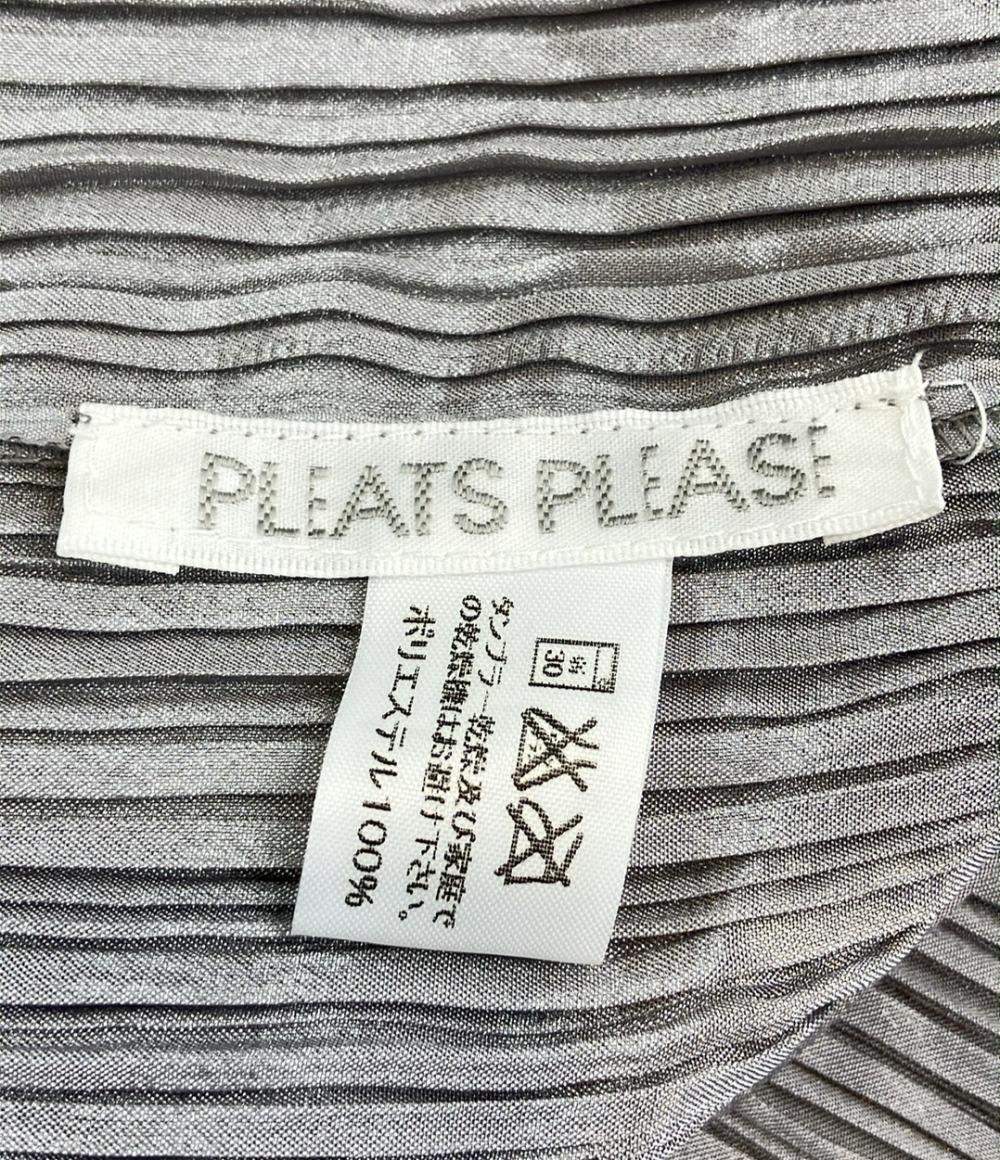 PLEATS PLEASE
弱
30
タンブラー乾燥及び家庭で
の乾燥機はお避け下さい。
ポリエステル100%